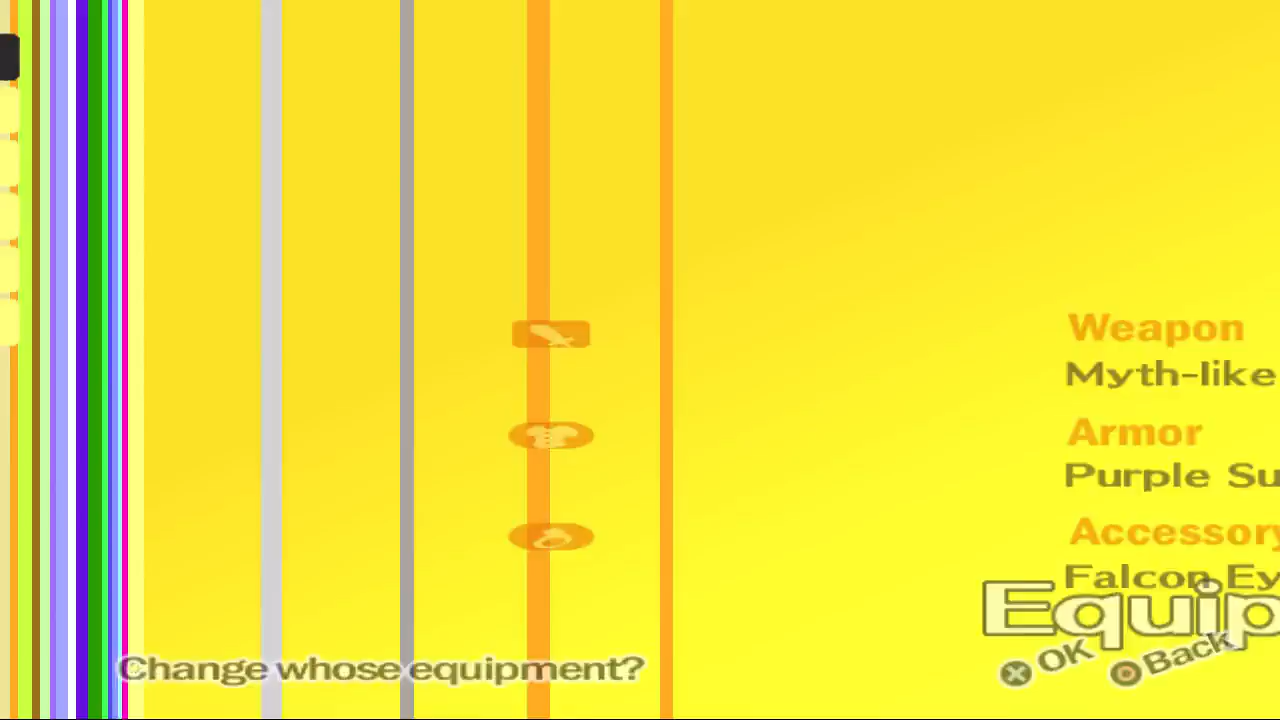 Weapon
Myth-like
Armor
Purple Su
Accessory
Falcon Ey
Equip
OK
Back
Change whose equipment?